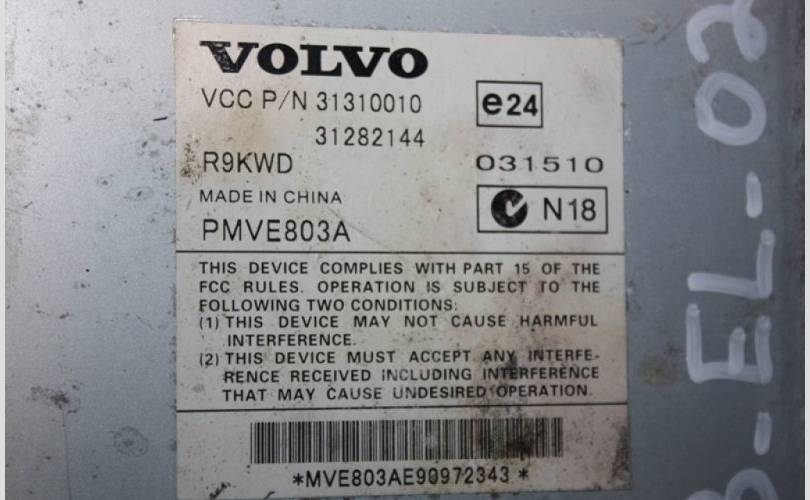 VOLVO
VCC P/N 31310010
e24
31282144
R9KWD
031510
MADE IN CHINA
N18
PMVE803A
THIS DEVICE COMPLIES WITH PART 15 OF THE
FCC RULES. OPERATION IS SUBJECT TO THE
FOLLOWING TWO CONDITIONS:
(1) THIS DEVICE MAY NOT CAUSE HARMFUL
INTERFERENCE.
(2) THIS DEVICE MUST ACCEPT ANY INTERFE-
RENCE RECEIVED INCLUDING INTERFERENCE
THAT MAY CAUSE UNDESIRED OPERATION.
*MVE803AE90972343 *
-EL-02